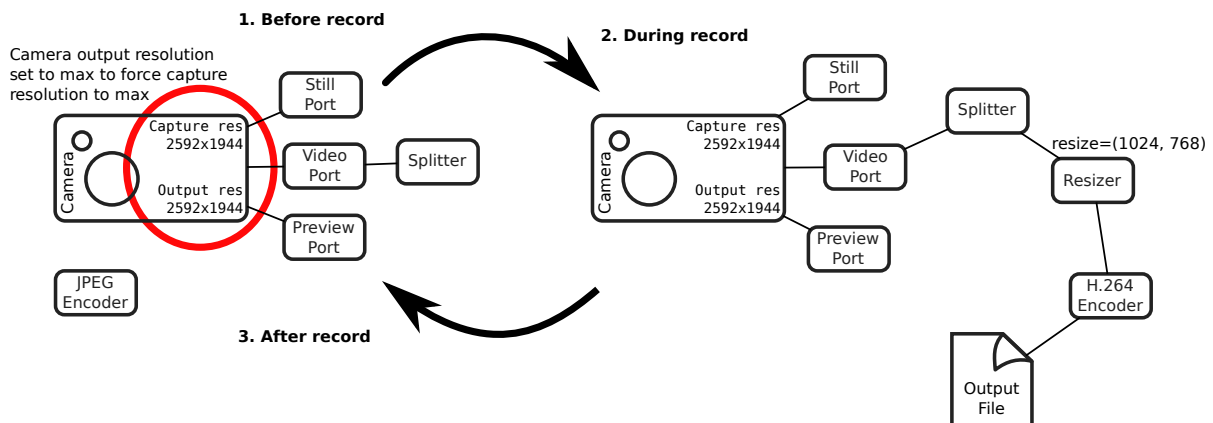 1. Before record
Camera output resolution
set to max to force capture
resolution to max
Still
Port
Capture res
2592x1944
Camera
Video
Port
Splitter
Output res
2592x1944
Preview
Port
JPEG
Encoder
3. After record
2. During record
Still
Port
Capture res
2592x1944
Camera
Video
Port
Output res
2592x1944
Preview
Port
Splitter
resize=(1024, 768)
Resizer
H.264
Encoder
Output
File